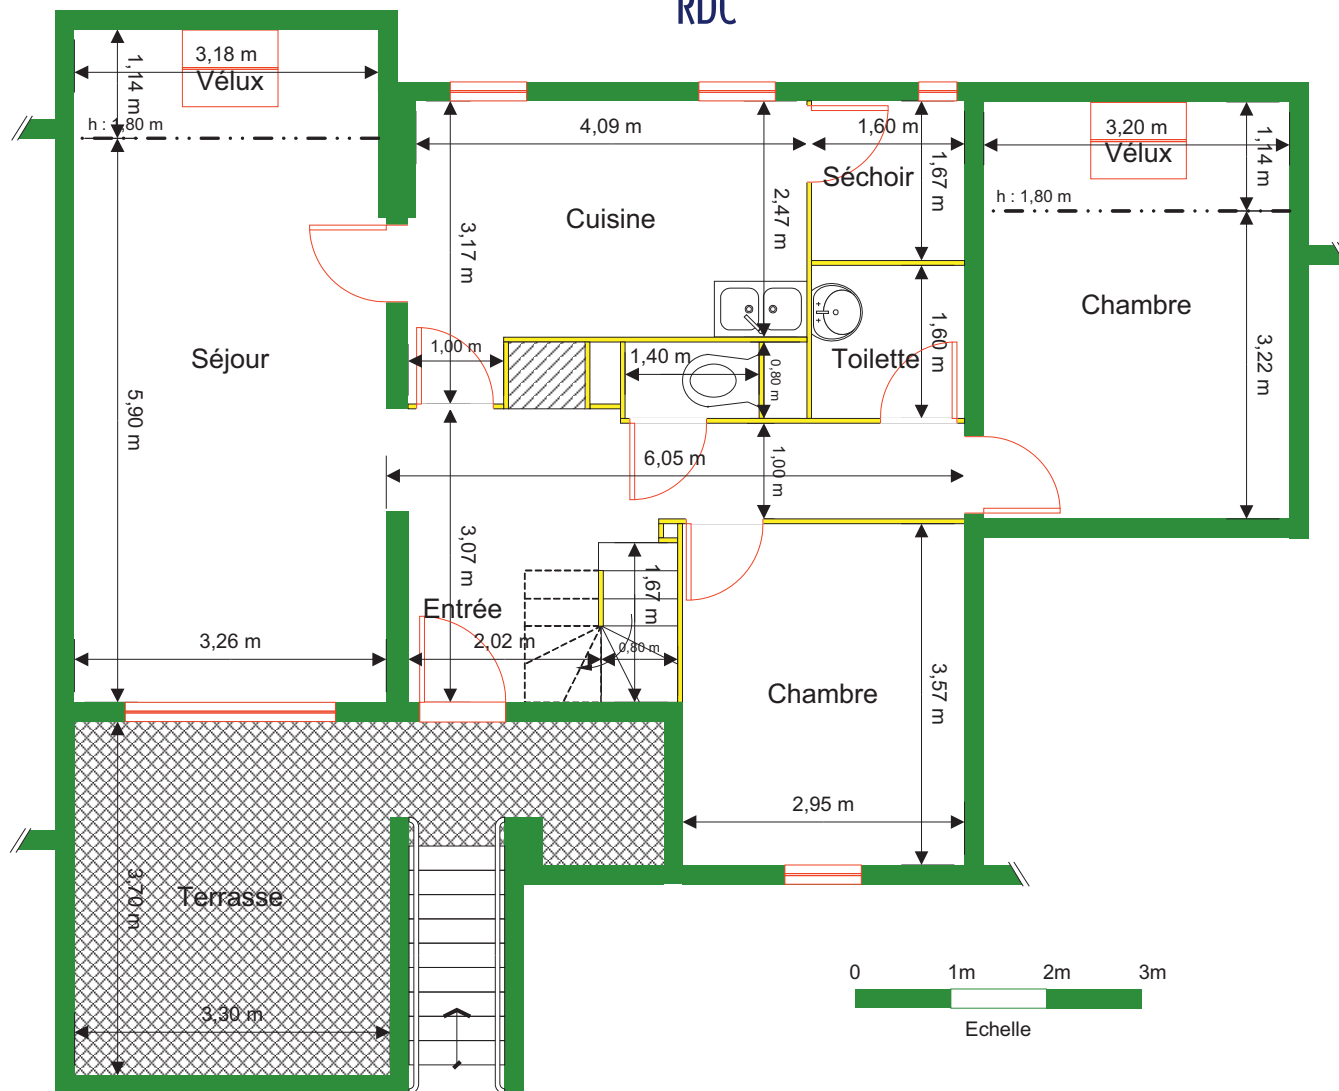 RDC
3,18 m
Vélux
1,14 m
h : 1,80 m
4,09 m
1,60 m
Séchoir
1,67 m
3,20 m
Vélux
1,14 m
h : 1,80 m
Cuisine
2,47 m
3,17 m
Chambre
Séjour
1,00 m
1,40 m
0,80 m
Toilette
1,60 m
3,22 m
5,90 m
6,05 m
1,00 m
3,07 m
1,67 m
Entrée
3,26 m
2,02 m
0,80 m
Chambre
3,57 m
2,95 m
Terrasse
3,70 m
3,30 m
0 1m 2m 3m
Echelle